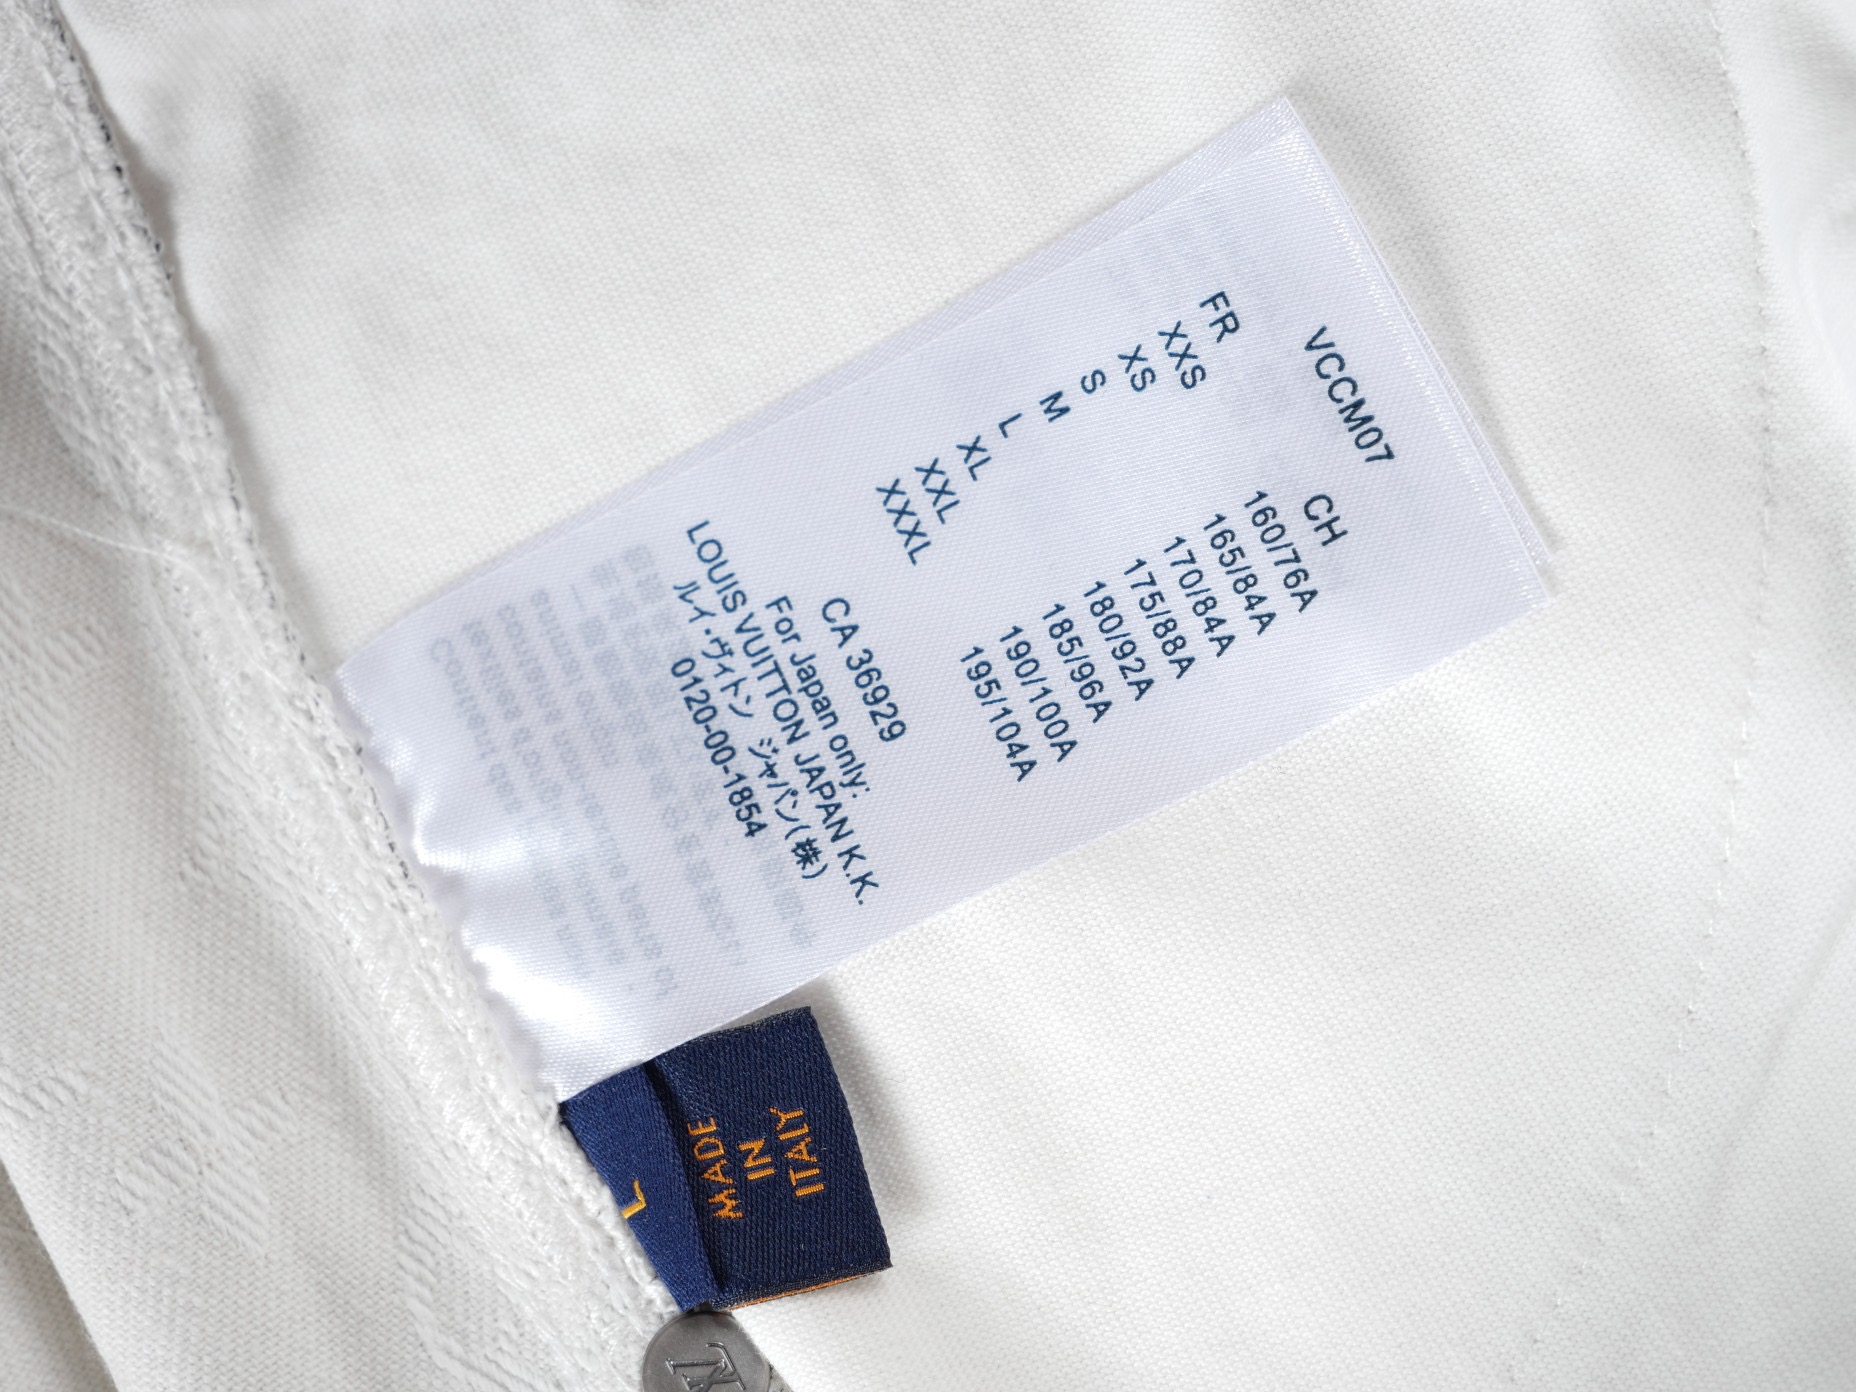 VCCM07
FR CH
XXS 160/76A
XS 165/84A
S 170/84A
M 175/88A
L 180/92A
XL 185/96A
XXL 190/100A
XXXL 195/104A
CA 36929
For Japan only:
LOUIS VUITTON JAPAN K.K.
ルイ・ヴィトン ジャパン(株)
0120-00-1854
L
MADE
IN
ITALY
LV